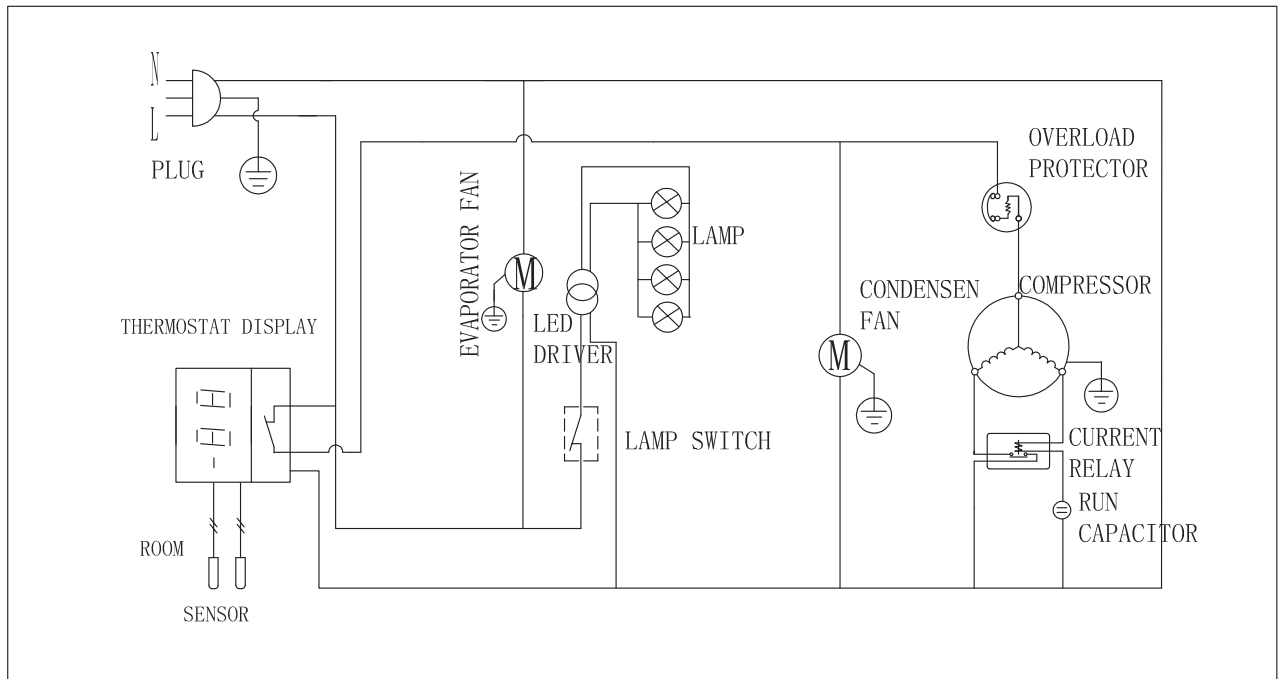 N
L
PLUG
OVERLOAD
PROTECTOR
EVAPORATOR FAN
M
LAMP
LED
DRIVER
CONDENSEN
FAN
M
COMPRESSOR
THERMOSTAT DISPLAY
LAMP SWITCH
CURRENT
RELAY
RUN
CAPACITOR
ROOM
SENSOR